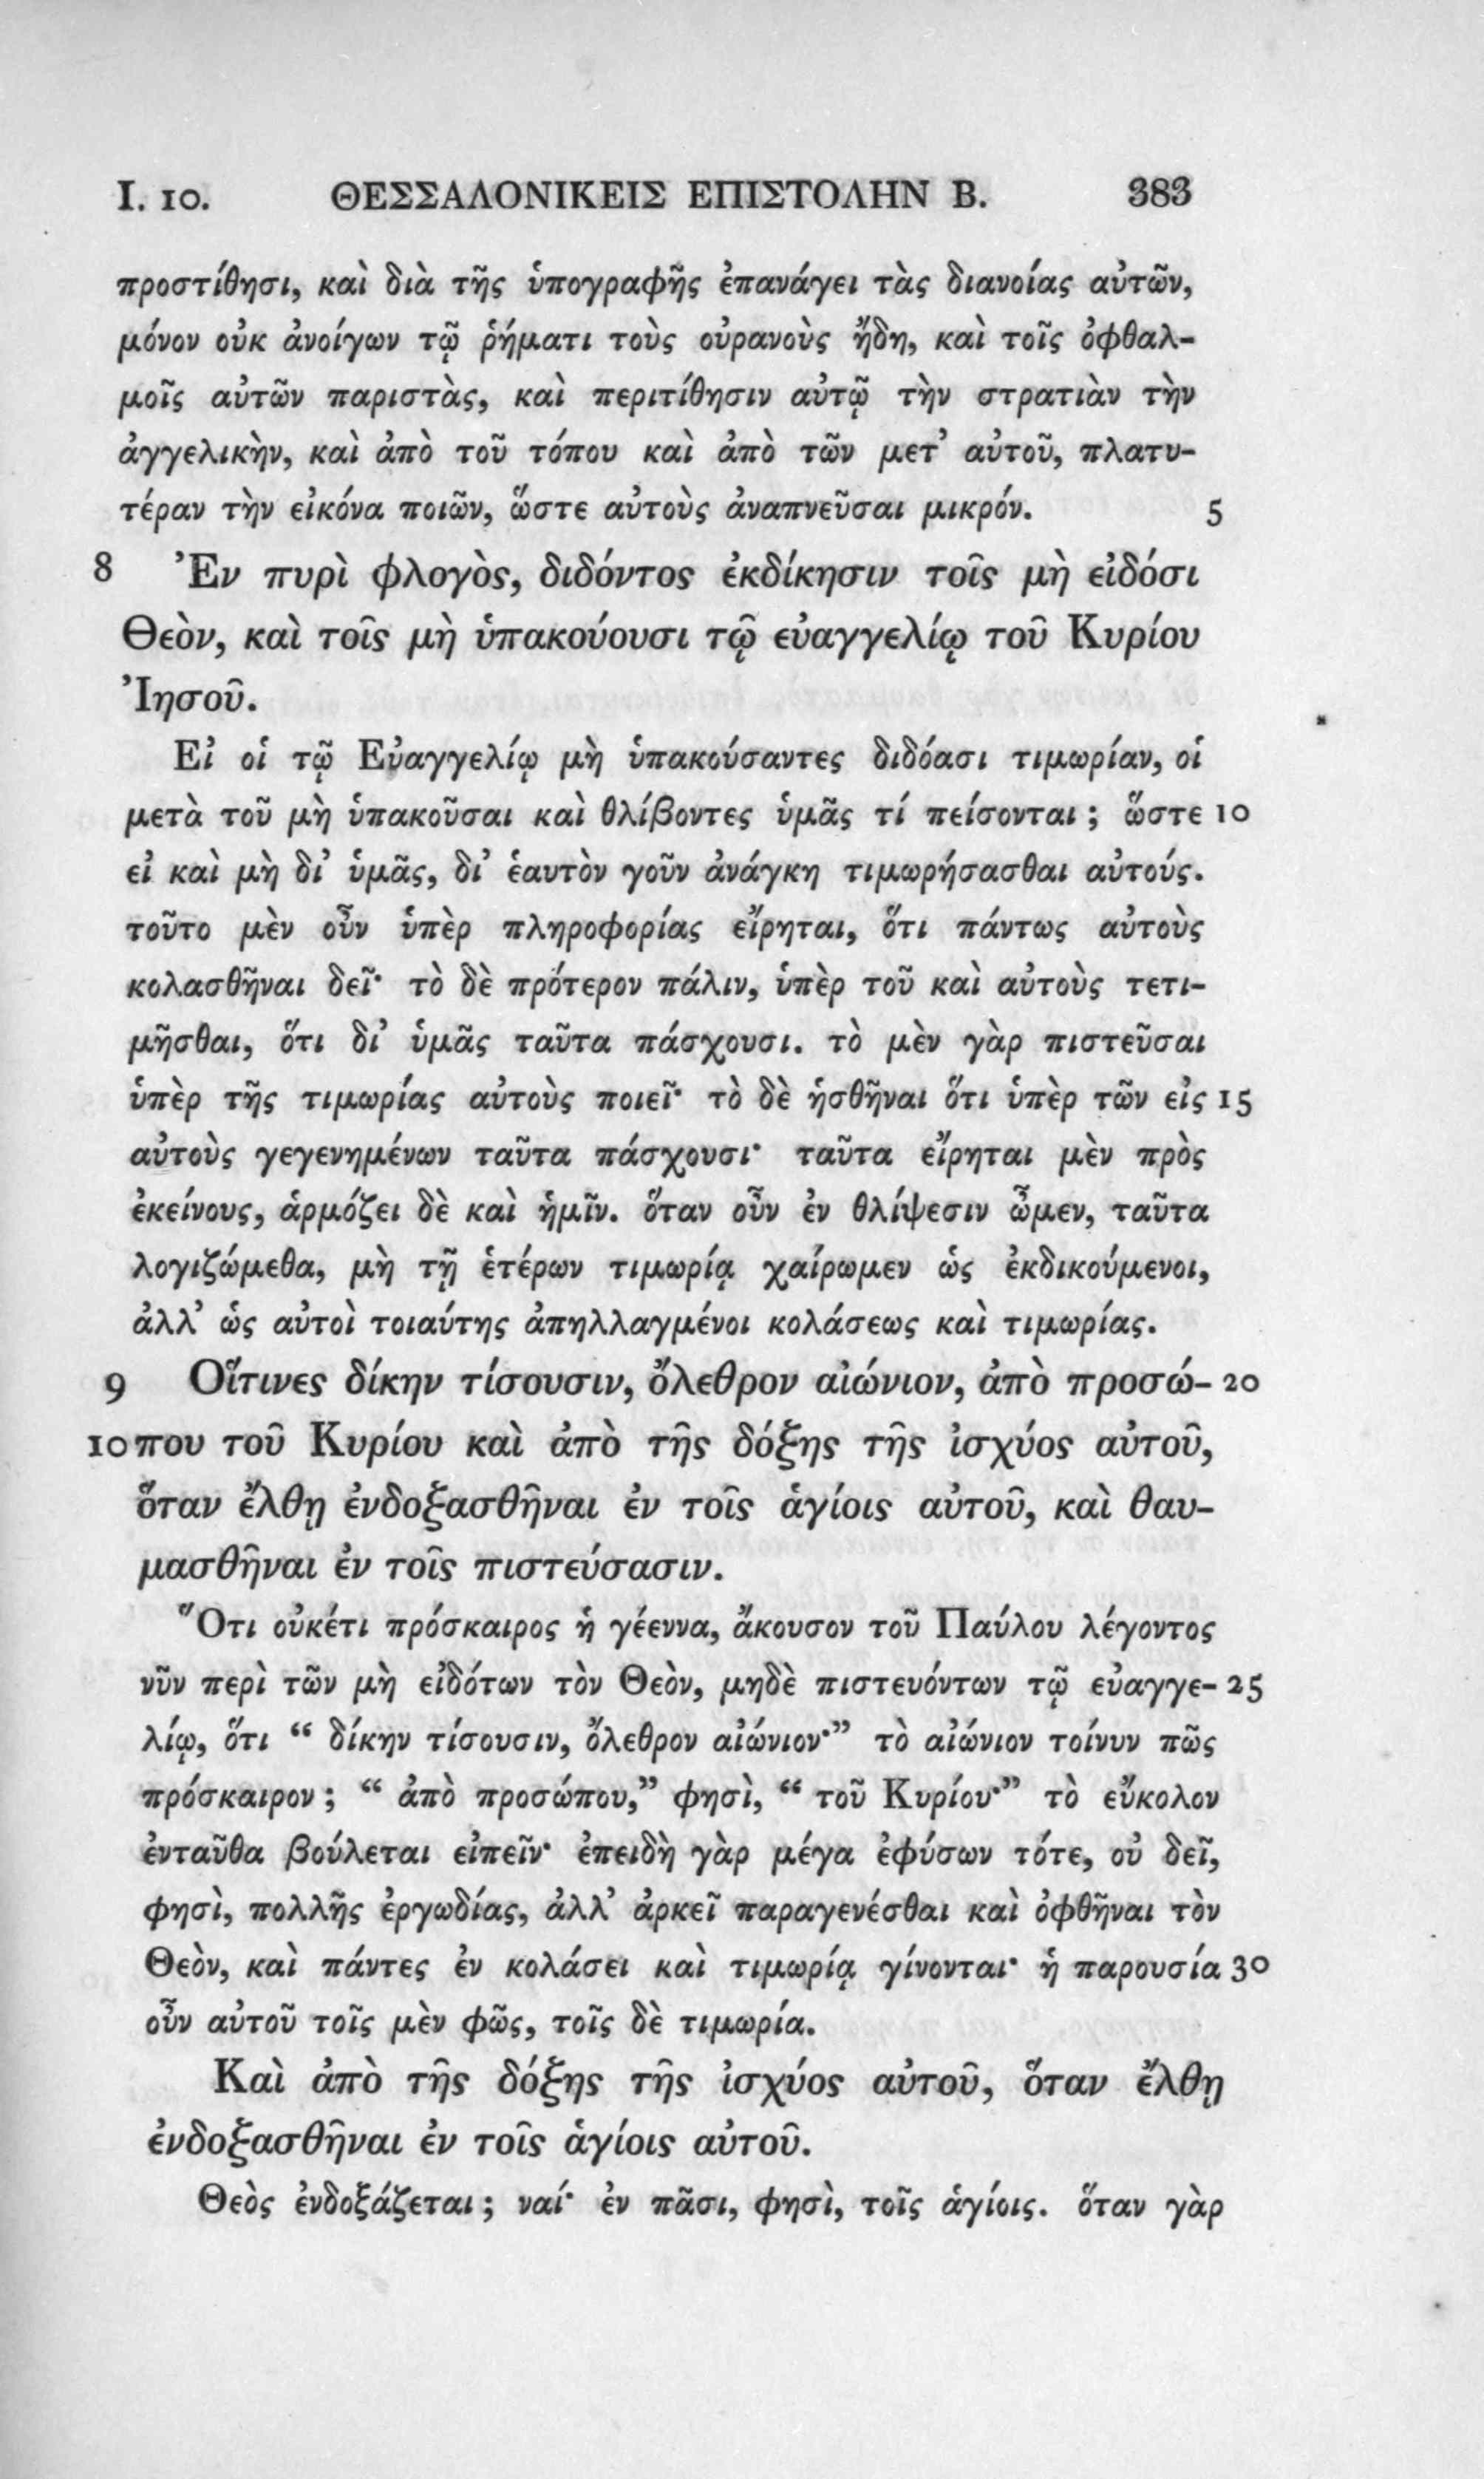 I. 10. ΘΕΣΣΑΛΟΝΙΚΕΙΣ ΕΠΙΣΤΟΛΗΝ Β. 383
προστίθησι, καὶ διὰ τῆς ὑπογραφῆς ἐπανάγει τὰς διανοίας αὐτῶν,
μόνον οὐκ ἀνοίγων τῷ ῥήματι τοὺς οὐρανοὺς ἤδη, καὶ τοῖς ὀφθαλ-
μοῖς αὐτῶν παριστὰς, καὶ περιτίθησιν αὐτῷ τὴν στρατιὰν τὴν
ἀγγελικὴν, καὶ ἀπὸ τοῦ τόπου καὶ ἀπὸ τῶν μετ’ αὐτοῦ, πλατυ-
τέραν τὴν εἰκόνα ποιῶν, ὥστε αὐτοὺς ἀναπνεῦσαι μικρόν. 5
8 Ἐν πυρὶ φλογὸς, διδόντος ἐκδίκησιν τοῖς μὴ εἰδόσι
Θεὸν, καὶ τοῖς μὴ ὑπακούουσι τῷ εὐαγγελίῳ τοῦ Κυρίου
Ἰησοῦ.
Εἰ οἱ τῷ Εὐαγγελίῳ μὴ ὑπακούσαντες διδόασι τιμωρίαν, οἱ
μετὰ τοῦ μὴ ὑπακοῦσαι καὶ θλίβοντες ὑμᾶς τί πείσονται; ὥστε 10
εἰ καὶ μὴ δι’ ὑμᾶς, δι’ ἑαυτὸν γοῦν ἀνάγκη τιμωρήσασθαι αὐτούς.
τοῦτο μὲν οὖν ὑπὲρ πληροφορίας εἴρηται, ὅτι πάντως αὐτοὺς
κολασθῆναι δεῖ· τὸ δὲ πρότερον πάλιν, ὑπὲρ τοῦ καὶ αὐτοὺς τετι-
μῆσθαι, ὅτι δι’ ὑμᾶς ταῦτα πάσχουσι. τὸ μὲν γὰρ πιστεῦσαι
ὑπὲρ τῆς τιμωρίας αὐτοὺς ποιεῖ· τὸ δὲ ἡσθῆναι ὅτι ὑπὲρ τῶν εἰς 15
αὐτοὺς γεγενημένων ταῦτα πάσχουσι· ταῦτα εἴρηται μὲν πρὸς
ἐκείνους, ἁρμόζει δὲ καὶ ἡμῖν. ὅταν οὖν ἐν θλίψεσιν ὦμεν, ταῦτα
λογιζώμεθα, μὴ τῇ ἑτέρων τιμωρίᾳ χαίρωμεν ὡς ἐκδικούμενοι,
ἀλλ’ ὡς αὐτοὶ τοιαύτης ἀπηλλαγμένοι κολάσεως καὶ τιμωρίας.
9 Οἵτινες δίκην τίσουσιν, ὄλεθρον αἰώνιον, ἀπὸ προσώ- 20
10 που τοῦ Κυρίου καὶ ἀπὸ τῆς δόξης τῆς ἰσχύος αὐτοῦ,
ὅταν ἔλθῃ ἐνδοξασθῆναι ἐν τοῖς ἁγίοις αὐτοῦ, καὶ θαυ-
μασθῆναι ἐν τοῖς πιστεύσασιν.
Ὅτι οὐκέτι πρόσκαιρος ἡ γέεννα, ἄκουσον τοῦ Παύλου λέγοντος
νῦν περὶ τῶν μὴ εἰδότων τὸν Θεὸν, μηδὲ πιστευόντων τῷ εὐαγγε- 25
λίῳ, ὅτι “ δίκην τίσουσιν, ὄλεθρον αἰώνιον·” τὸ αἰώνιον τοίνυν πῶς
πρόσκαιρον; “ ἀπὸ προσώπου,” φησὶ, “ τοῦ Κυρίου·” τὸ εὔκολον
ἐνταῦθα βούλεται εἰπεῖν· ἐπειδὴ γὰρ μέγα ἐφύσων τότε, οὐ δεῖ,
φησὶ, πολλῆς ἐργωδίας, ἀλλ’ ἀρκεῖ παραγενέσθαι καὶ ὀφθῆναι τὸν
Θεὸν, καὶ πάντες ἐν κολάσει καὶ τιμωρίᾳ γίνονται· ἡ παρουσία 30
οὖν αὐτοῦ τοῖς μὲν φῶς, τοῖς δὲ τιμωρία.
Καὶ ἀπὸ τῆς δόξης τῆς ἰσχύος αὐτοῦ, ὅταν ἔλθῃ
ἐνδοξασθῆναι ἐν τοῖς ἁγίοις αὐτοῦ.
Θεὸς ἐνδοξάζεται; ναί· ἐν πᾶσι, φησὶ, τοῖς ἁγίοις. ὅταν γὰρ